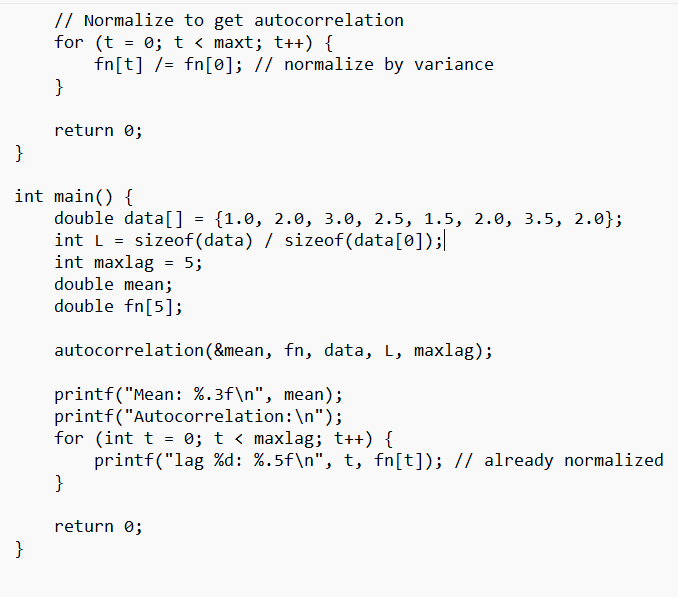 // Normalize to get autocorrelation
for (t = 0; t < maxt; t++) {
fn[t] /= fn[0]; // normalize by variance
}
return 0;
}
int main() {
double data[] = {1.0, 2.0, 3.0, 2.5, 1.5, 2.0, 3.5, 2.0};
int L = sizeof(data) / sizeof(data[0]);
int maxlag = 5;
double mean;
double fn[5];
autocorrelation(&mean, fn, data, L, maxlag);
printf("Mean: %.3f\n", mean);
printf("Autocorrelation:\n");
for (int t = 0; t < maxlag; t++) {
printf("lag %d: %.5f\n", t, fn[t]); // already normalized
}
return 0;
}